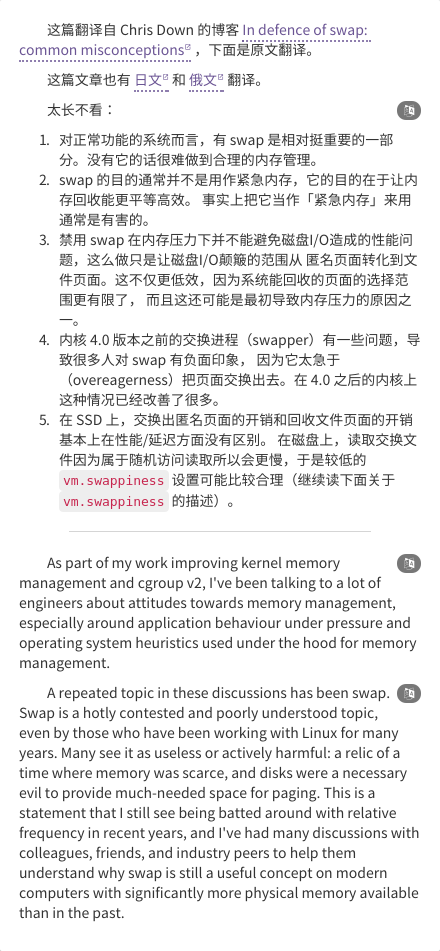 这篇翻译自 Chris Down 的博客 In defence of swap:
common misconceptions ，下面是原文翻译。
这篇文章也有 日文 和 俄文 翻译。
太长不看：
1. 对正常功能的系统而言，有 swap 是相对挺重要的一部
分。没有它的话很难做到合理的内存管理。
2. swap 的目的通常并不是用作紧急内存，它的目的在于让内
存回收能更平等高效。 事实上把它当作「紧急内存」来用
通常是有害的。
3. 禁用 swap 在内存压力下并不能避免磁盘I/O造成的性能问
题，这么做只是让磁盘I/O颠簸的范围从 匿名页面转化到文
件页面。这不仅更低效，因为系统能回收的页面的选择范
围更有限了， 而且这还可能是最初导致内存压力的原因之
一。
4. 内核 4.0 版本之前的交换进程（swapper）有一些问题，导
致很多人对 swap 有负面印象， 因为它太急于
（overeagerness）把页面交换出去。在 4.0 之后的内核上
这种情况已经改善了很多。
5. 在 SSD 上，交换出匿名页面的开销和回收文件页面的开销
基本上在性能/延迟方面没有区别。 在磁盘上，读取交换文
件因为属于随机访问读取所以会更慢，于是较低的
vm.swappiness 设置可能比较合理（继续读下面关于
vm.swappiness 的描述）。
As part of my work improving kernel memory
management and cgroup v2, I've been talking to a lot of
engineers about attitudes towards memory management,
especially around application behaviour under pressure and
operating system heuristics used under the hood for memory
management.
A repeated topic in these discussions has been swap.
Swap is a hotly contested and poorly understood topic,
even by those who have been working with Linux for many
years. Many see it as useless or actively harmful: a relic of a
time where memory was scarce, and disks were a necessary
evil to provide much-needed space for paging. This is a
statement that I still see being batted around with relative
frequency in recent years, and I've had many discussions with
colleagues, friends, and industry peers to help them
understand why swap is still a useful concept on modern
computers with significantly more physical memory available
than in the past.